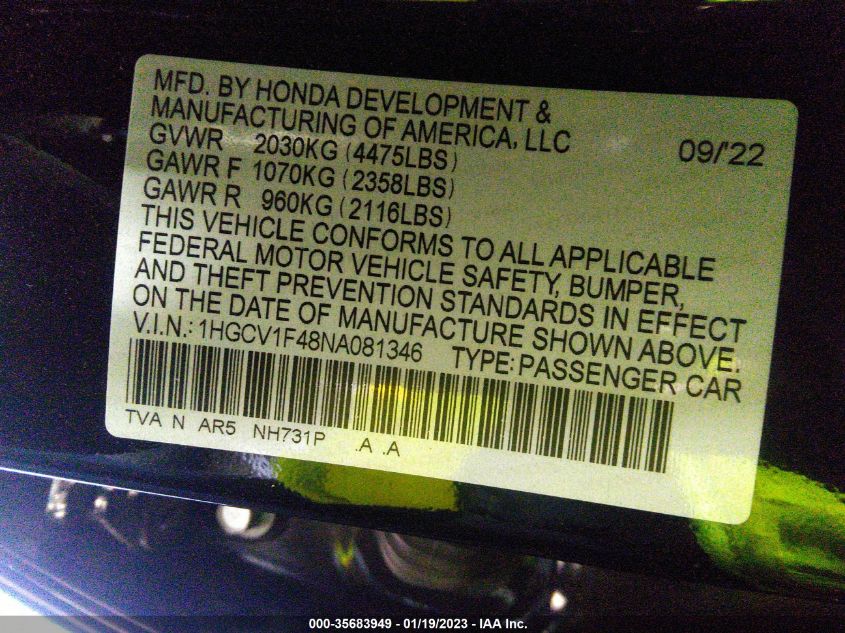 MFD. BY HONDA DEVELOPMENT &
MANUFACTURING OF AMERICA, LLC
09/'22
GVWR 2030KG (4475LBS)
GAWR F 1070KG (2358LBS)
GAWR R 960KG (2116LBS)
THIS VEHICLE CONFORMS TO ALL APPLICABLE
FEDERAL MOTOR VEHICLE SAFETY, BUMPER,
AND THEFT PREVENTION STANDARDS IN EFFECT
ON THE DATE OF MANUFACTURE SHOWN ABOVE.
V.I.N.: 1HGCV1F48NA081346 TYPE: PASSENGER CAR
TVA N AR5 NH731P .A .A
000-35683949 - 01/19/2023 - IAA Inc.